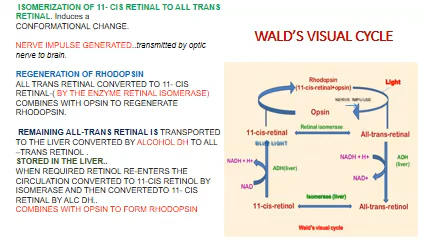 ISOMERIZATION OF 11- CIS RETINAL TO ALL TRANS
RETINAL. Induces a
CONFORMATIONAL CHANGE.
NERVE IMPULSE GENERATED..transmitted by optic
nerve to brain.
REGENERATION OF RHODOPSIN
ALL TRANS RETINAL CONVERTED TO 11- CIS
RETINAL-( BY THE ENZYME RETINAL ISOMERASE)
COMBINES WITH OPSIN TO REGENERATE
RHODOPSIN.
REMAINING ALL-TRANS RETINAL IS TRANSPORTED
TO THE LIVER CONVERTED BY ALCOHOL DH TO ALL
–TRANS RETINOL .
STORED IN THE LIVER..
WHEN REQUIRED RETINOL RE-ENTERS THE
CIRCULATION CONVERTED TO 11-CIS RETINOL BY
ISOMERASE AND THEN CONVERTEDTO 11- CIS
RETINAL BY ALC DH..
COMBINES WITH OPSIN TO FORM RHODOPSIN
WALD'S VISUAL CYCLE
Rhodopsin
(11-cis-retinal+opsin)
Light
NERVE IMPULSE
Opsin
11-cis-retinal
Retinal isomerase
All-trans-retinal
BLUE LIGHT
NADH + H+
ADH(liver)
NAD
NADH + H+
ADH
(liver)
NAD+
Isomerase (liver)
11-cis-retinol
All-trans-retinol
Wald's visual cycle